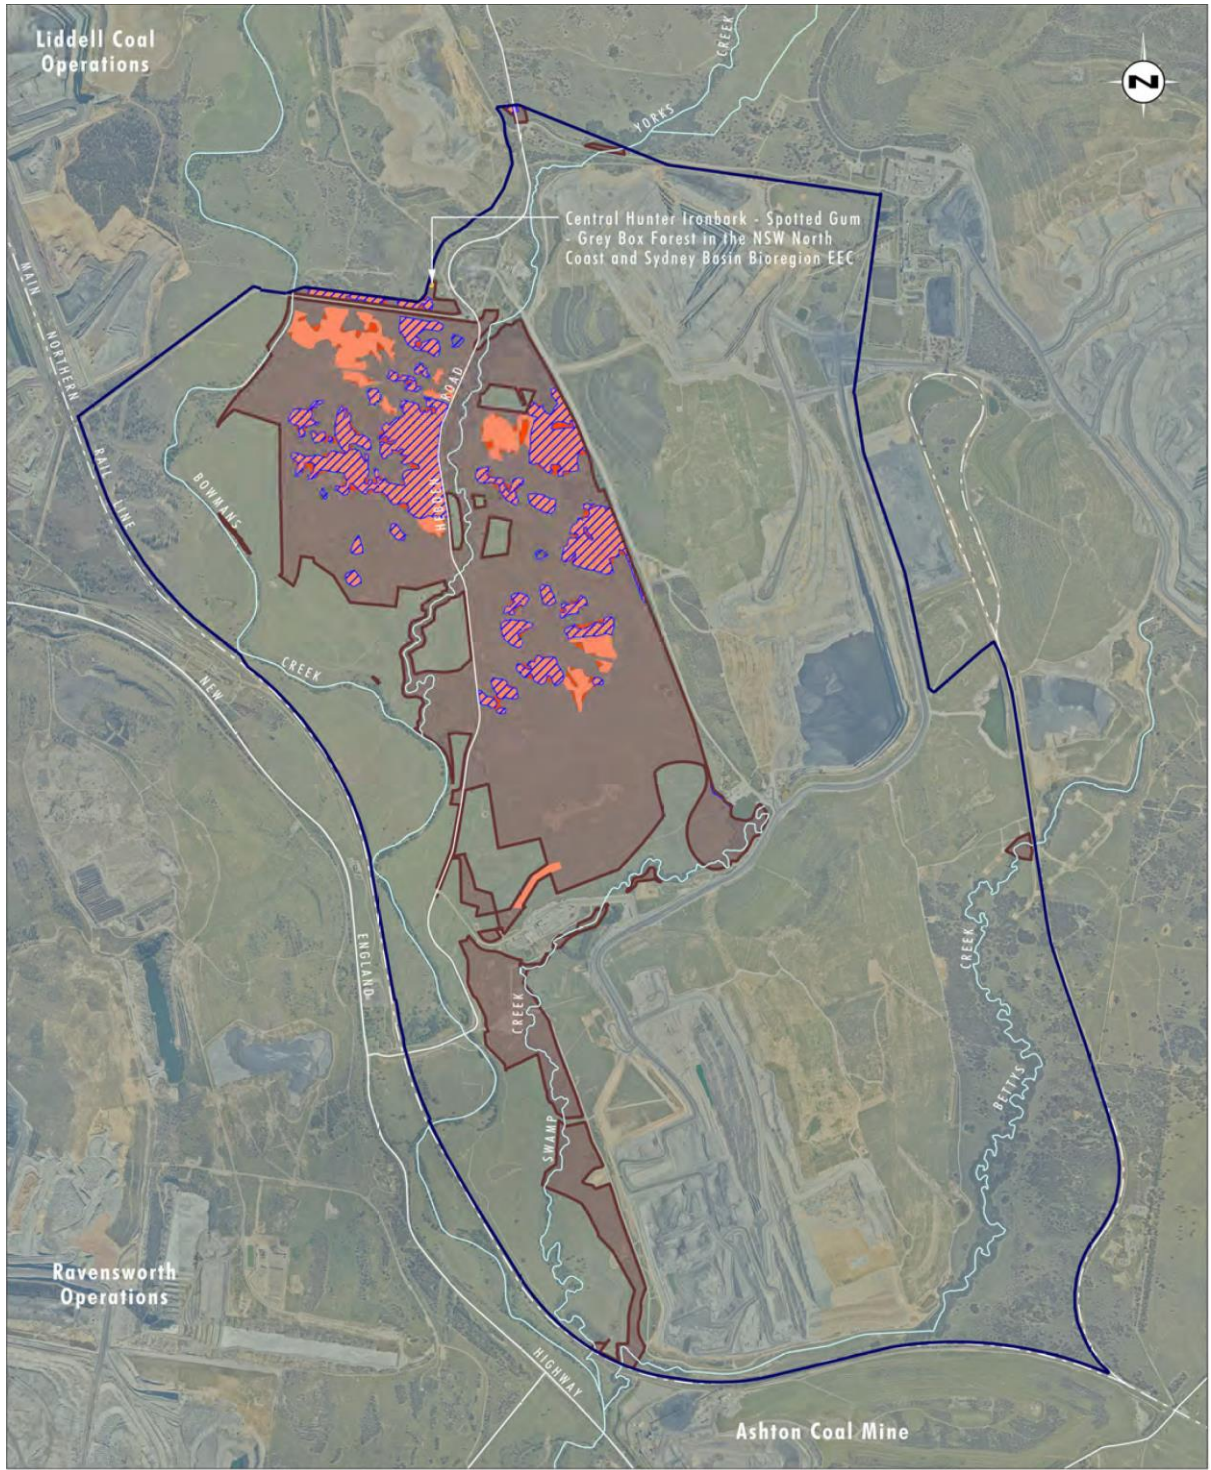 Liddell Coal
Operations
CREEK
YORKS
N
Central Hunter Ironbark - Spotted Gum
- Grey Box Forest in the NSW North
Coast and Sydney Basin Bioregion EEC
MAIN
NORTHERN
RAIL
LINE
ROAD
HEBDEN
BOWMANS
CREEK
NEW
ENGLAND
HIGHWAY
CREEK
SWAMP
CREEK
BETTYS
Ravensworth
Operations
Ashton Coal Mine